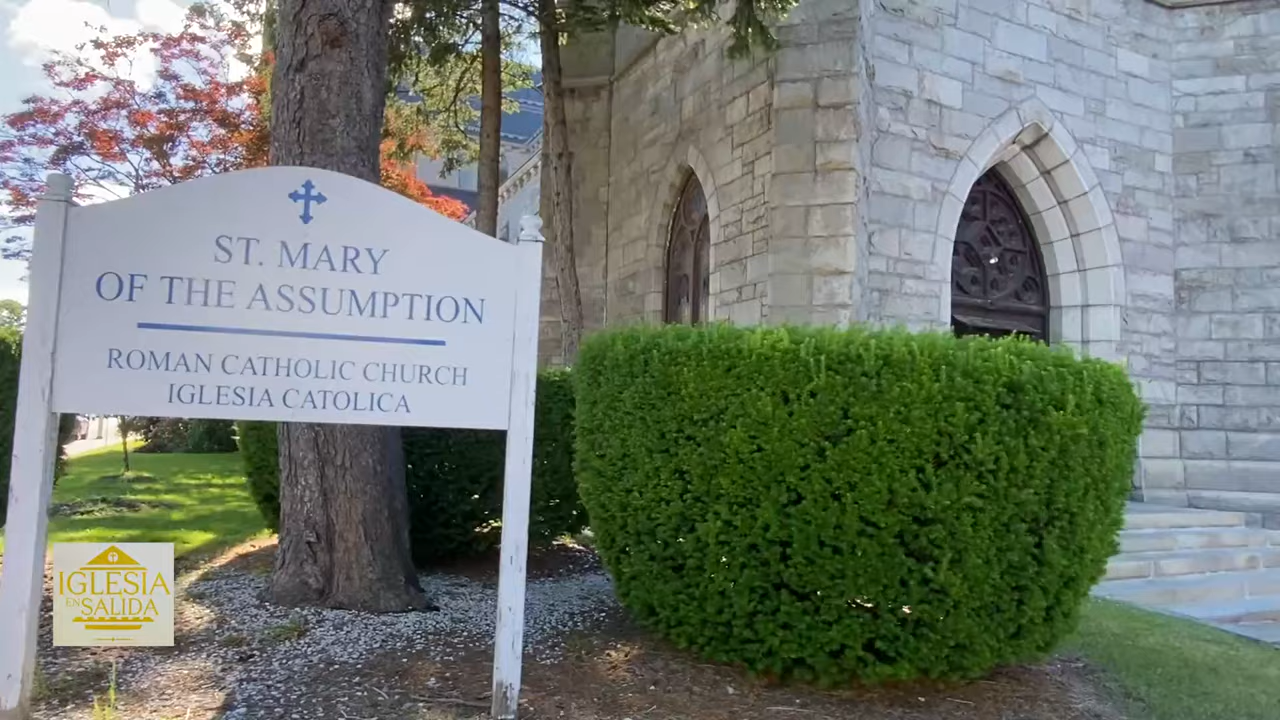 ST. MARY
OF THE ASSUMPTION
ROMAN CATHOLIC CHURCH
IGLESIA CATOLICA
IGLESIA
EN SALIDA